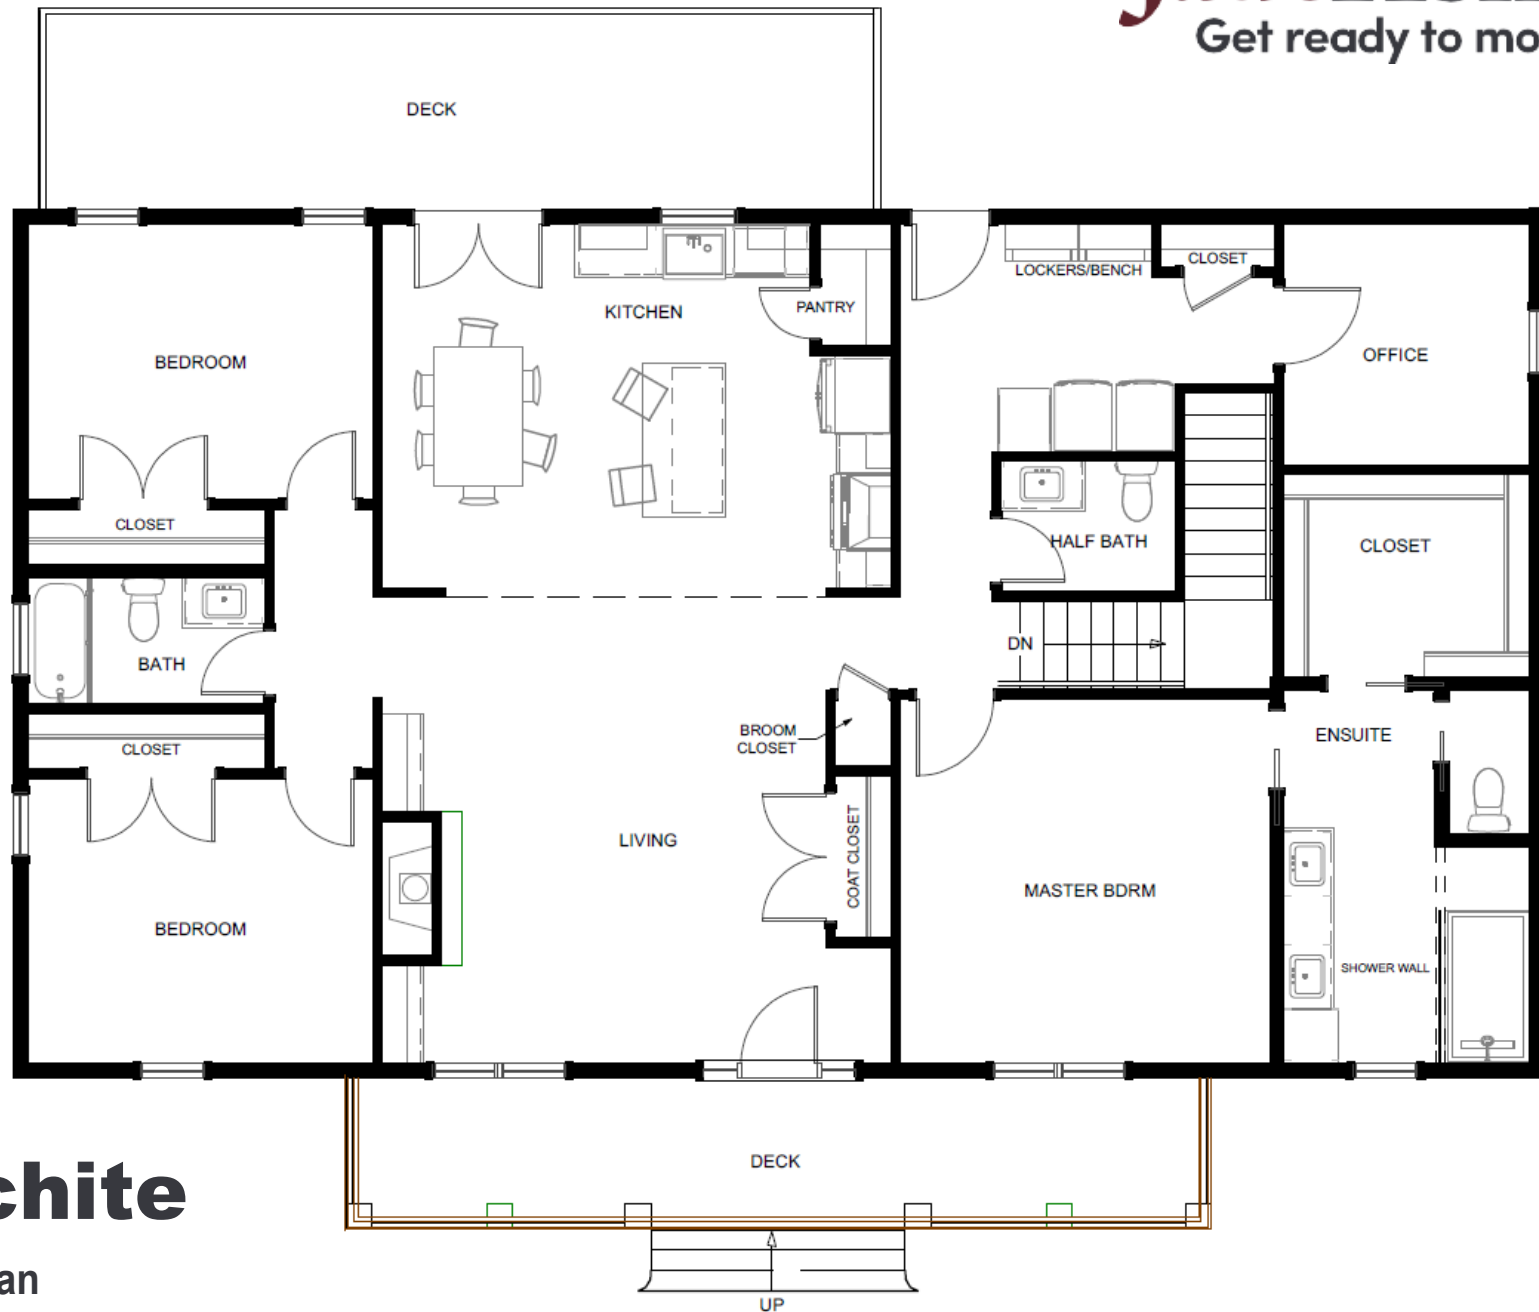 Get ready to mo
DECK
LOCKERS/BENCH
CLOSET
KITCHEN
PANTRY
BEDROOM
OFFICE
CLOSET
HALF BATH
CLOSET
BATH
DN
BROOM
CLOSET
ENSUITE
CLOSET
LIVING
COAT CLOSET
MASTER BDRM
BEDROOM
SHOWER WALL
DECK
chite
an
UP